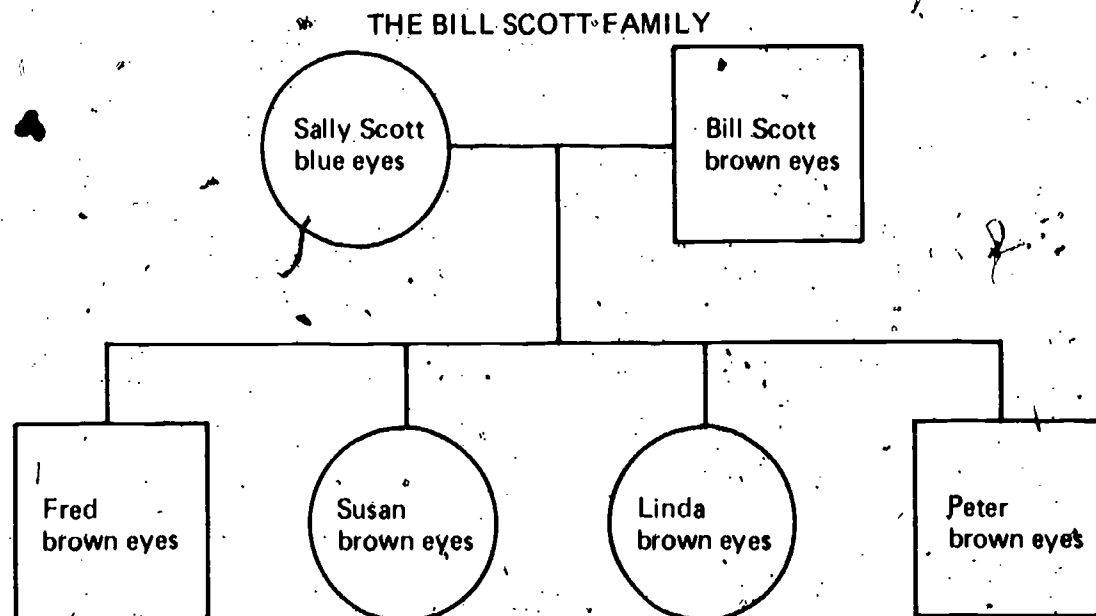 THE BILL SCOTT FAMILY
Sally Scott
blue eyes
Bill Scott
brown eyes
Fred
brown eyes
Susan
brown eyes
Linda
brown eyes
Peter
brown eyes